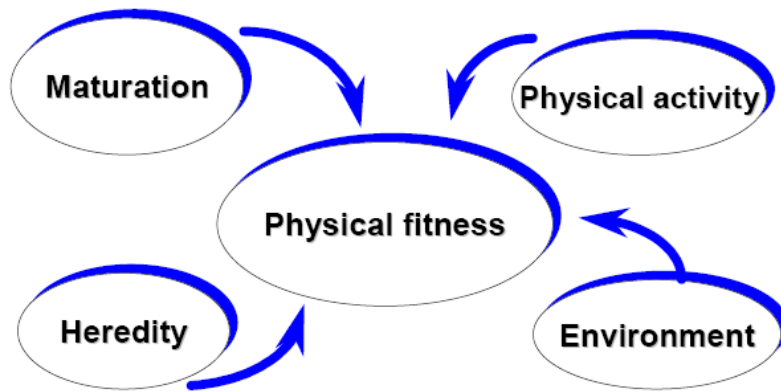 Maturation
Physical activity
Physical fitness
Heredity
Environment